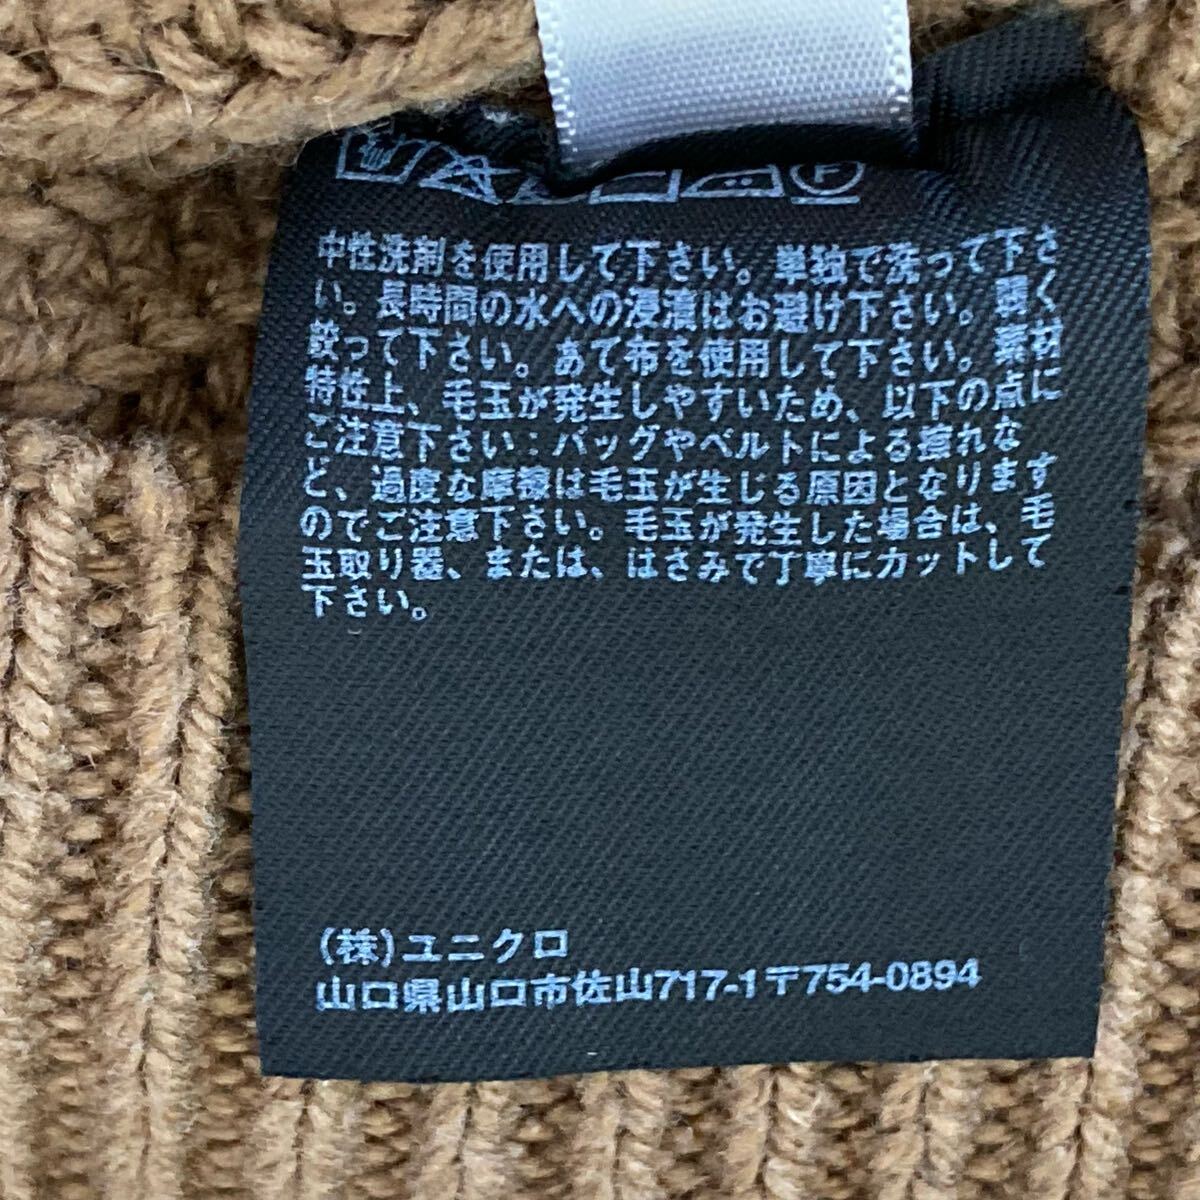 中性洗剤を使用して下さい。単独で洗って下さ
い。長時間の水への浸漬はお避け下さい。弱く
絞って下さい。あて布を使用して下さい。素材
特性上、毛玉が発生しやすいため、以下の点に
ご注意下さい:バッグやベルトによる擦れな
ど、過度な摩擦は毛玉が生じる原因となります
のでご注意下さい。毛玉が発生した場合は、毛
玉取り器、または、はさみで丁寧にカットして
下さい。
(株)ユニクロ
山口県山口市佐山717-1〒754-0894